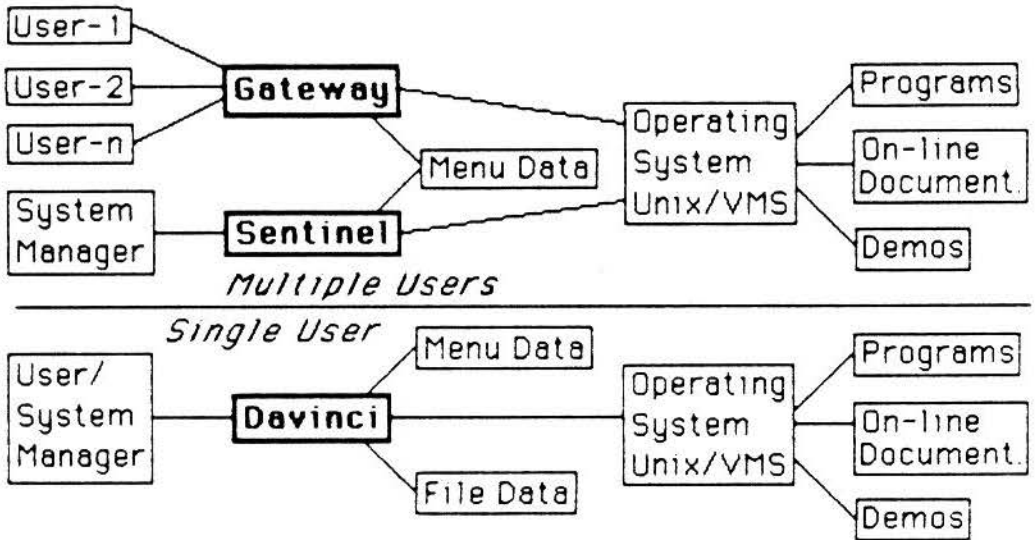 User-1
User-2
User-n
System
Manager
Gateway
Sentinel
Menu Data
Operating
System
Unix/VMS
Programs
On-line
Document.
Demos
Multiple Users
Single User
User/
System
Manager
Davinci
Menu Data
File Data
Operating
System
Unix/VMS
Programs
On-line
Document.
Demos